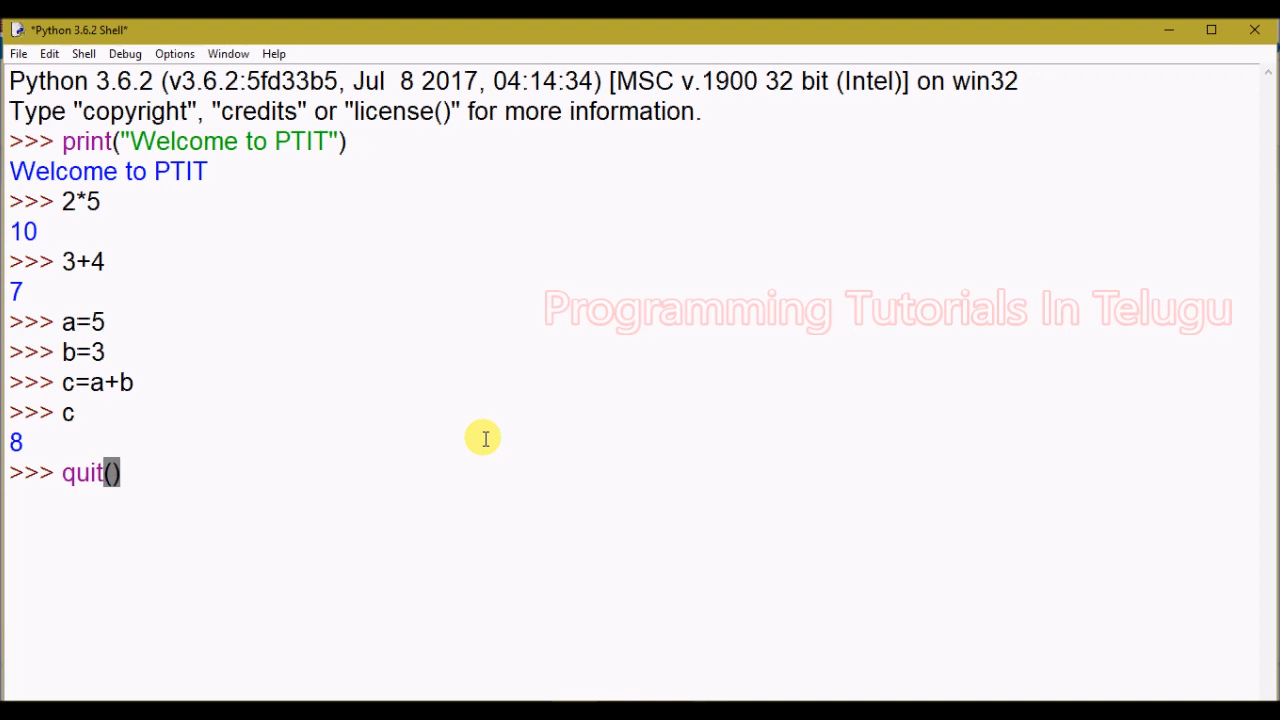 *Python 3.6.2 Shell*
File Edit Shell Debug Options Window Help
Python 3.6.2 (v3.6.2:5fd33b5, Jul  8 2017, 04:14:34) [MSC v.1900 32 bit (Intel)] on win32
Type "copyright", "credits" or "license()" for more information.
>>> print("Welcome to PTIT")
Welcome to PTIT
>>> 2*5
10
>>> 3+4
7
Programming Tutorials In Telugu
>>> a=5
>>> b=3
>>> c=a+b
>>> c
8
>>> quit()